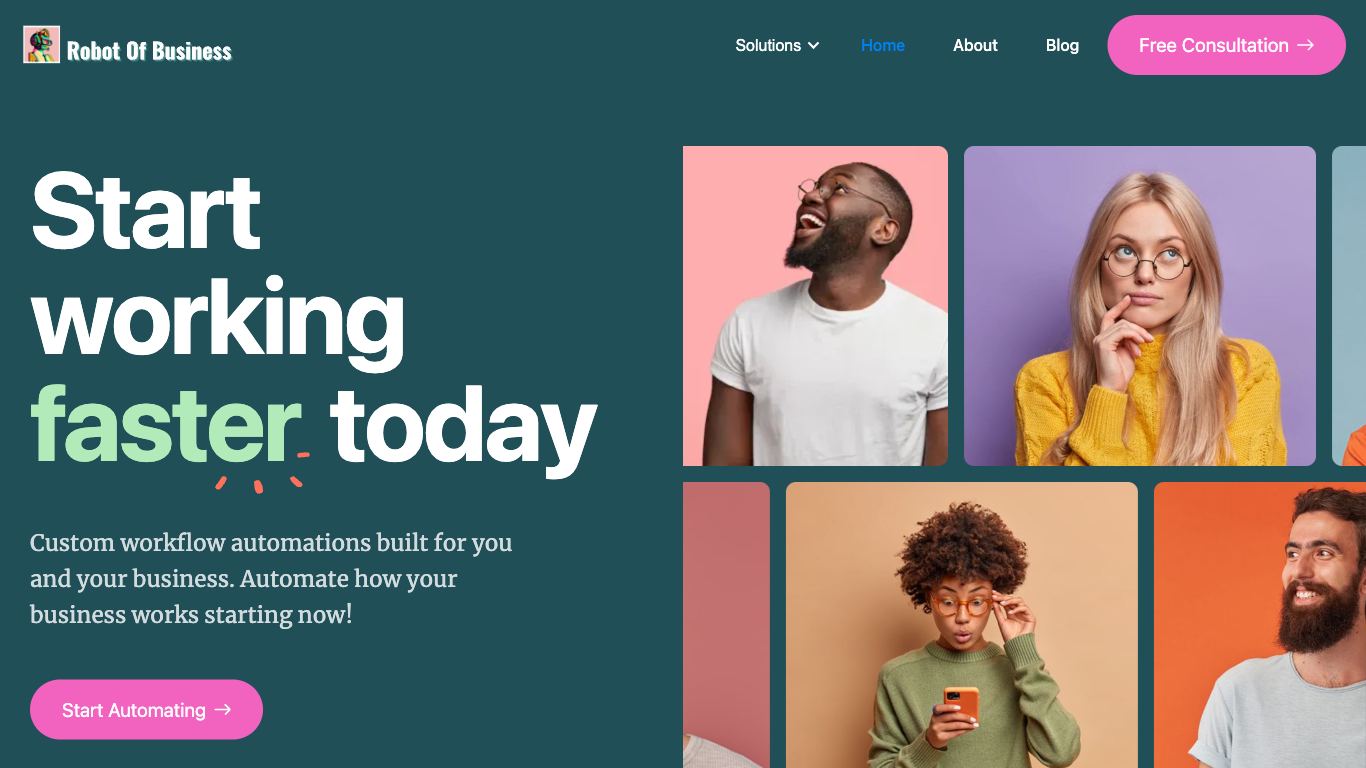 Robot Of Business
Solutions
Home
About
Blog
Free Consultation →
Start
working
faster today
Custom workflow automations built for you
and your business. Automate how your
business works starting now!
Start Automating →